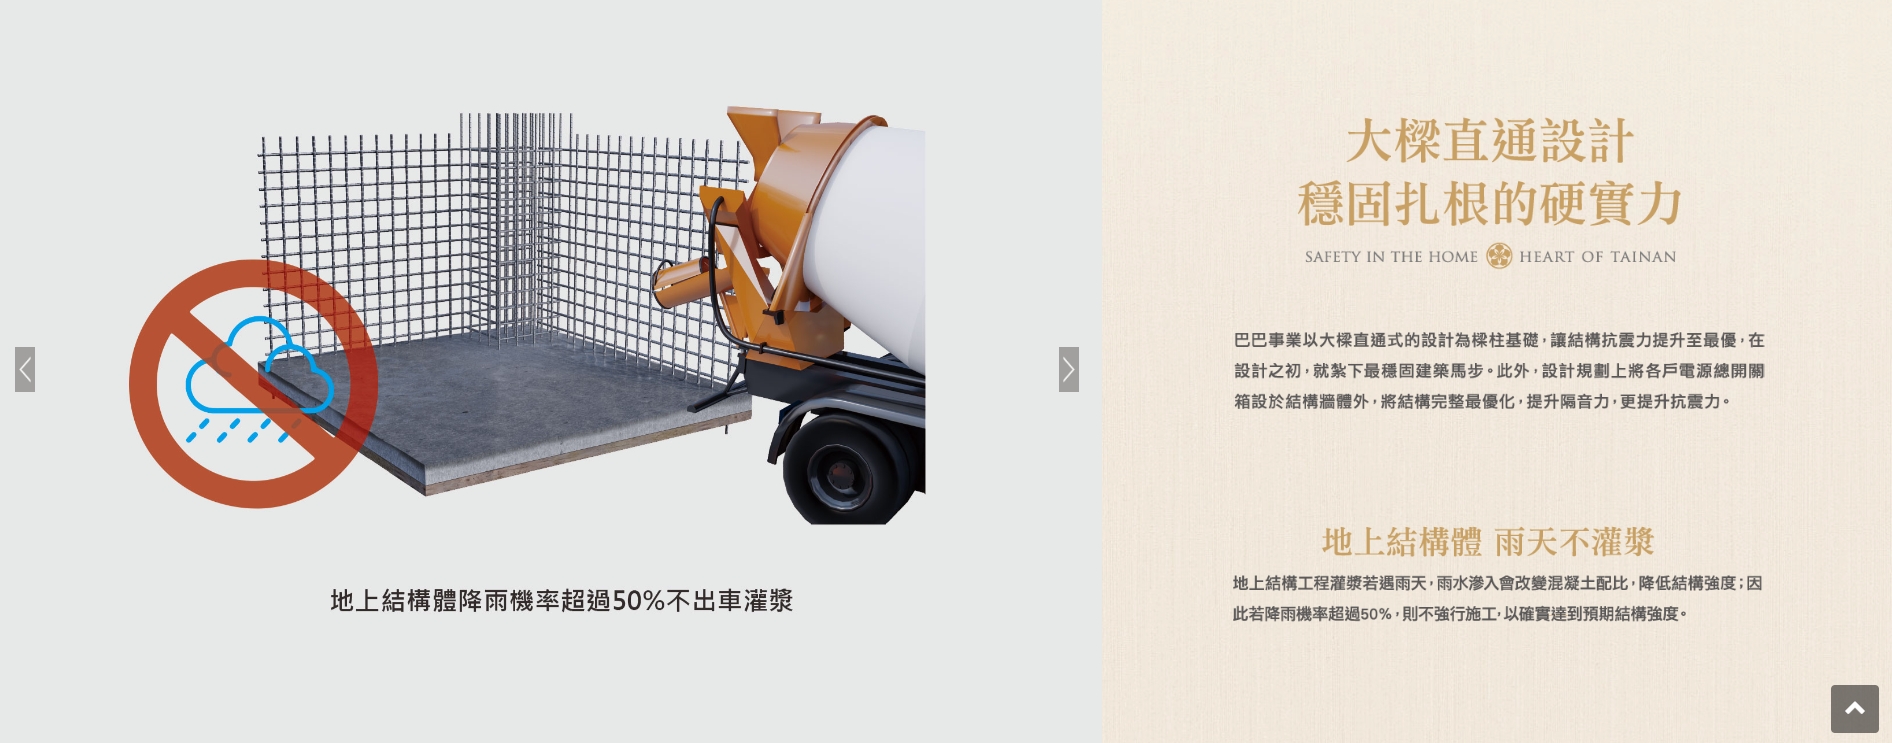 地上結構體降雨機率超過50%不出車灌漿
大樑直通設計
穩固扎根的硬實力
SAFETY IN THE HOME HEART OF TAINAN
巴巴事業以大樑直通式的設計為樑柱基礎，讓結構抗震力提升至最優，在
設計之初，就紮下最穩固建築馬步。此外，設計規劃上將各戶電源總開關
箱設於結構牆體外，將結構完整最優化，提升隔音力，更提升抗震力。
地上結構體 雨天不灌漿
地上結構工程灌漿若遇雨天，雨水滲入會改變混凝土配比，降低結構強度；因
此若降雨機率超過50%，則不強行施工，以確實達到預期結構強度。